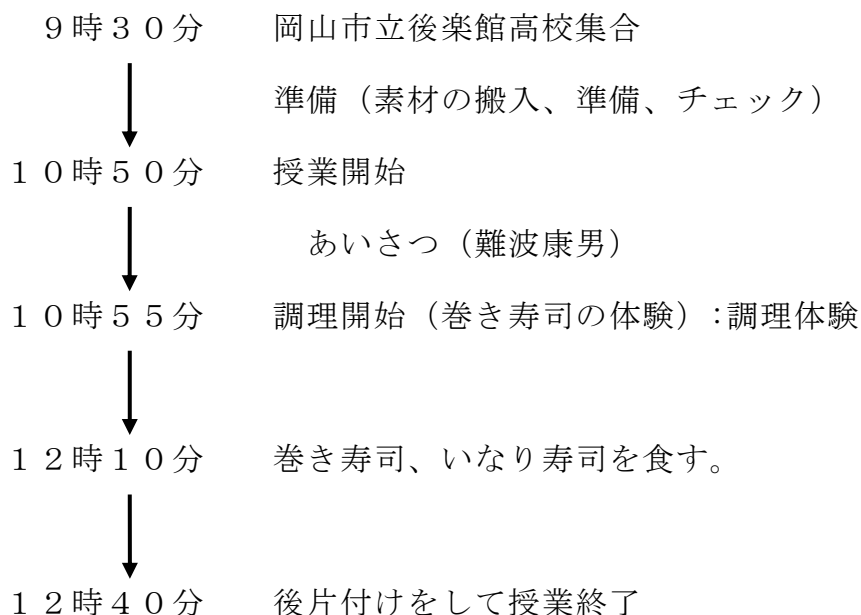 ９時３０分　岡山市立後楽館高校集合
準備（素材の搬入、準備、チェック）
１０時５０分　授業開始
あいさつ（難波康男）
１０時５５分　調理開始（巻き寿司の体験）：調理体験
１２時１０分　巻き寿司、いなり寿司を食す。
１２時４０分　後片付けをして授業終了